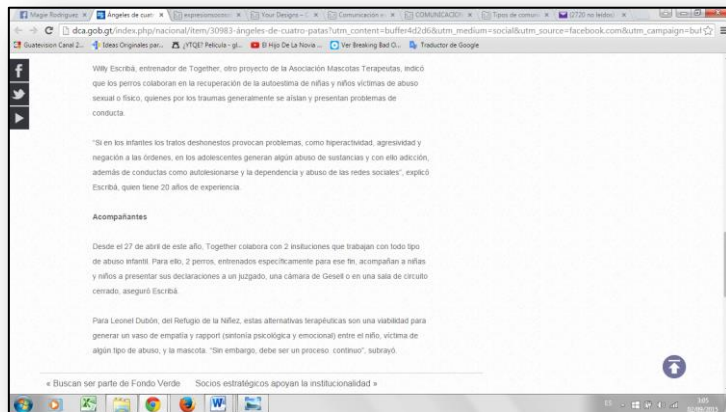 Magie Rodriguez
Ángeles de cuatr
expresionsocmo
Your Designs – C
Comunicación e
COMUNICACIÓN
Tipos de comuni
(2720 no leídos)
dca.gob.gt/index.php/nacional/item/30983-ángeles-de-cuatro-patas?utm_content=buffer4d2d6&utm_medium=social&utm_source=facebook.com&utm_campaign=buf
Guatevision Canal 2... Ideas Originales par... ¿YTQE? Pelicula - gl... El Hijo De La Novia ... Ver Breaking Bad O... Traductor de Google
Willy Escribá, entrenador de Together, otro proyecto de la Asociación Mascotas Terapeutas, indicó
que los perros colaboran en la recuperación de la autoestima de niñas y niños víctimas de abuso
sexual o físico, quienes por los traumas generalmente se aíslan y presentan problemas de
conducta.
"Si en los infantes los tratos deshonestos provocan problemas, como hiperactividad, agresividad y
negación a las órdenes, en los adolescentes generan algún abuso de sustancias y con ello adicción,
además de conductas como autolesionarse y la dependencia y abuso de las redes sociales", explicó
Escribá, quien tiene 20 años de experiencia.
Acompañantes
Desde el 27 de abril de este año, Together colabora con 2 insituciones que trabajan con todo tipo
de abuso infantil. Para ello, 2 perros, entrenados específicamente para ese fin, acompañan a niñas
y niños a presentar sus declaraciones a un juzgado, una cámara de Gesell o en una sala de circuito
cerrado, aseguró Escribá.
Para Leonel Dubón, del Refugio de la Niñez, estas alternativas terapéuticas son una viabilidad para
generar un vaso de empatía y rapport (sintonía psicológica y emocional) entre el niño, víctima de
algún tipo de abuso, y la mascota. "Sin embargo, debe ser un proceso continuo", subrayó.
« Buscan ser parte de Fondo Verde Socios estratégicos apoyan la institucionalidad »
ES
3:05
02/09/2015